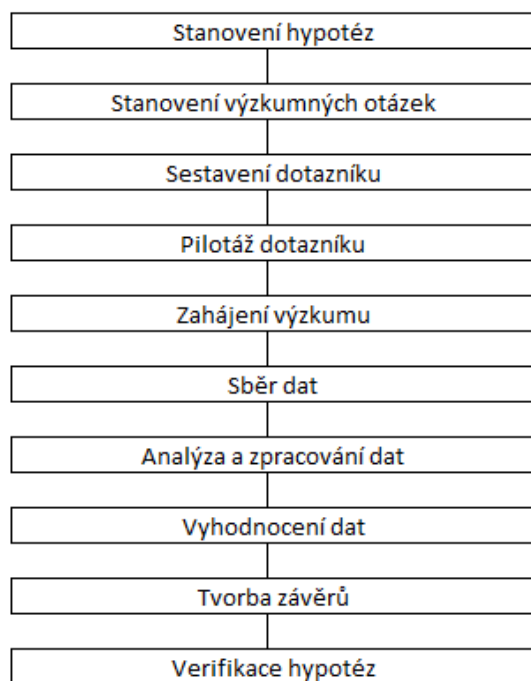 Stanovení hypotéz
Stanovení výzkumných otázek
Sestavení dotazníku
Pilotáž dotazníku
Zahájení výzkumu
Sběr dat
Analýza a zpracování dat
Vyhodnocení dat
Tvorba závěrů
Verifikace hypotéz